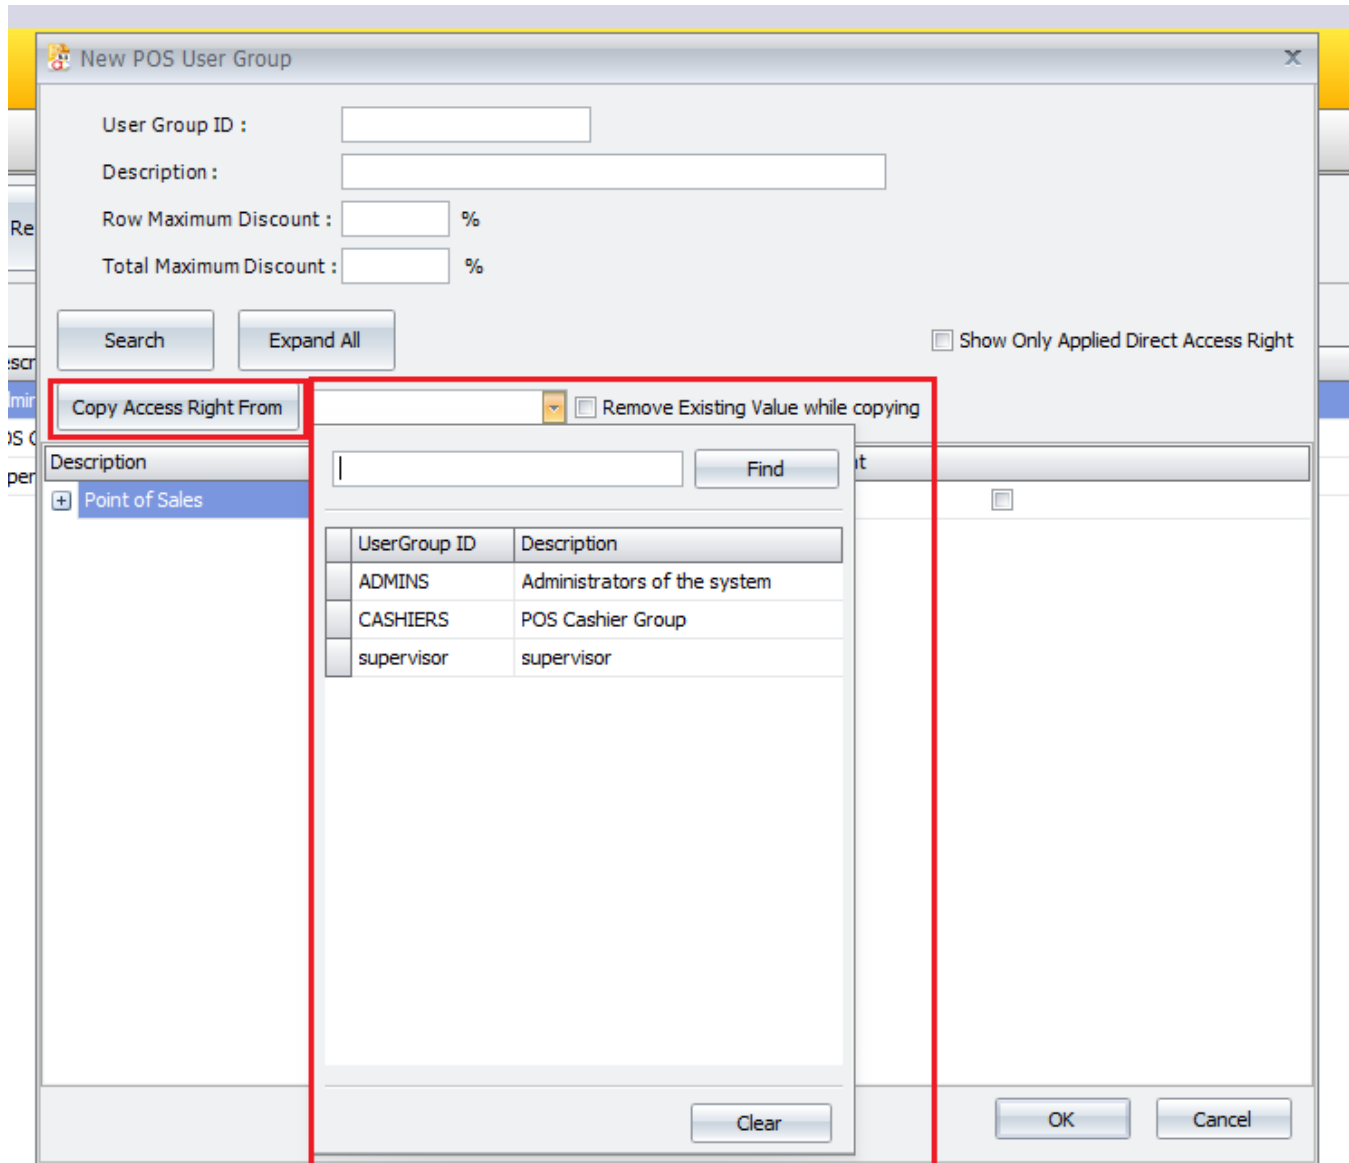 New POS User Group
User Group ID :
Description :
Row Maximum Discount : %
Total Maximum Discount : %
Re
Search Expand All Show Only Applied Direct Access Right
Copy Access Right From Remove Existing Value while copying
Description
Find
Point of Sales
UserGroup ID Description
ADMINS Administrators of the system
CASHIERS POS Cashier Group
supervisor supervisor
Clear
OK Cancel